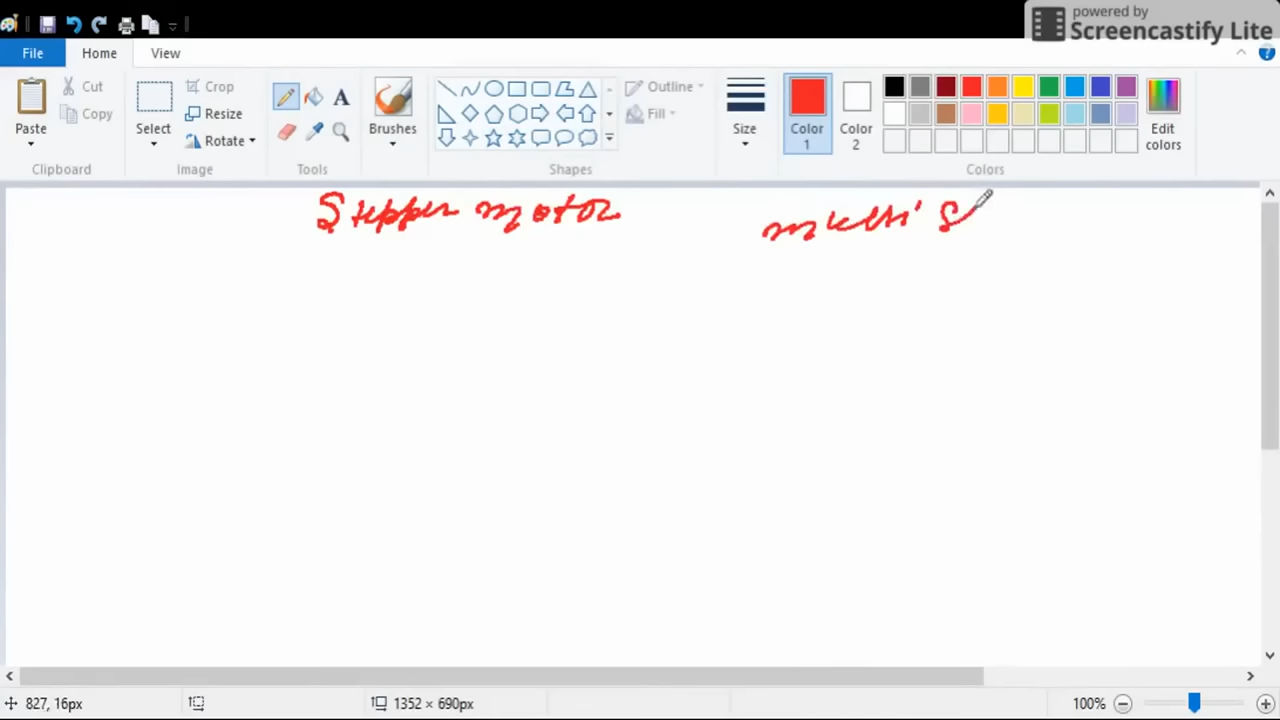 powered by
Screencastify Lite
File Home View
Paste
Cut
Copy
Clipboard
Select
Crop
Resize
Rotate
Image
A
Tools
Brushes
Outline
Fill
Shapes
Size
Color 1
Color 2
Edit colors
Colors
Stepper motor multi s
827, 16px 1352 × 690px 100%